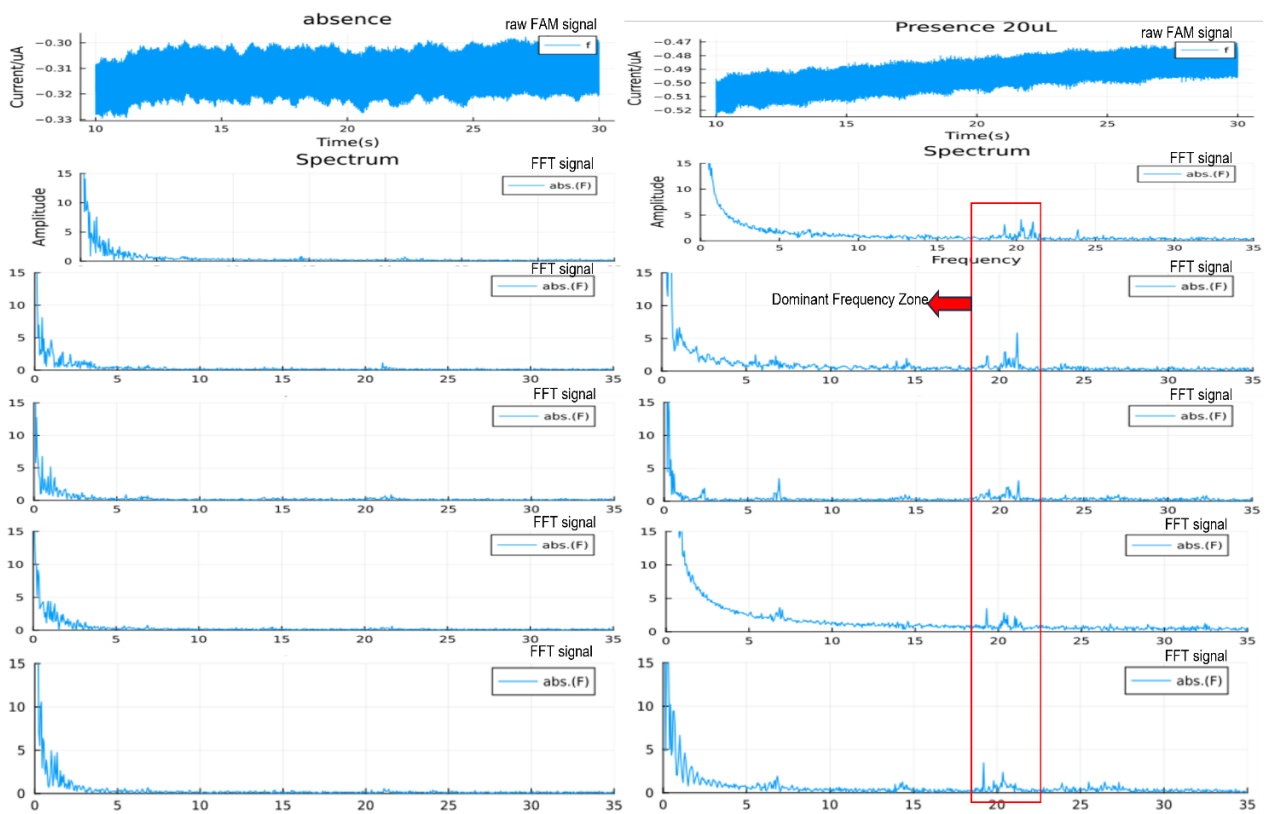 absence
raw FAM signal
f
Current/uA
−0.30
−0.31
−0.32
−0.33
10 15 20 25 30
Time(s)
Spectrum
FFT signal
abs.(F)
Amplitude
15
10
5
0
FFT signal
abs.(F)
15
10
5
0
0 5 10 15 20 25 30 35
FFT signal
abs.(F)
15
10
5
0
0 5 10 15 20 25 30 35
FFT signal
abs.(F)
15
10
5
0
0 5 10 15 20 25 30 35
FFT signal
abs.(F)
15
10
5
0
0 5 10 15 20 25 30 35
Presence 20uL
raw FAM signal
f
Current/uA
−0.47
−0.48
−0.49
−0.50
−0.51
−0.52
10 15 20 25 30
Time(s)
Spectrum
FFT signal
abs.(F)
Amplitude
15
10
5
0
0 5 10 15 20 25 30 35
Frequency
FFT signal
abs.(F)
Dominant Frequency Zone
15
10
5
0
0 5 10 15 20 25 30 35
FFT signal
abs.(F)
15
10
5
0
0 5 10 15 20 25 30 35
FFT signal
abs.(F)
15
10
5
0
0 5 10 15 20 25 30 35
FFT signal
abs.(F)
15
10
5
0
0 5 10 15 20 25 30 35